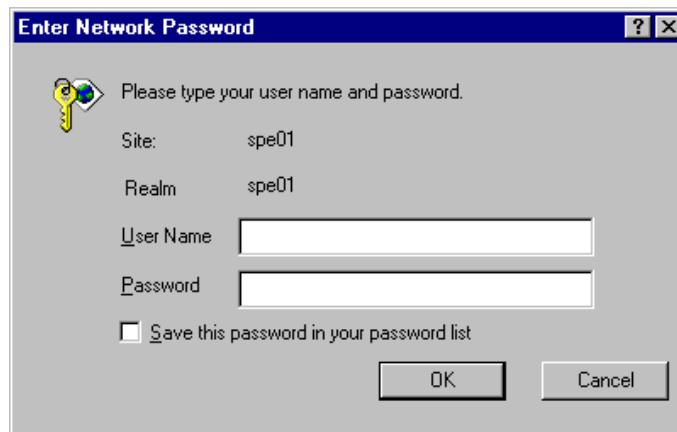 Enter Network Password
Please type your user name and password.
Site: spe01
Realm spe01
User Name
Password
Save this password in your password list
OK Cancel